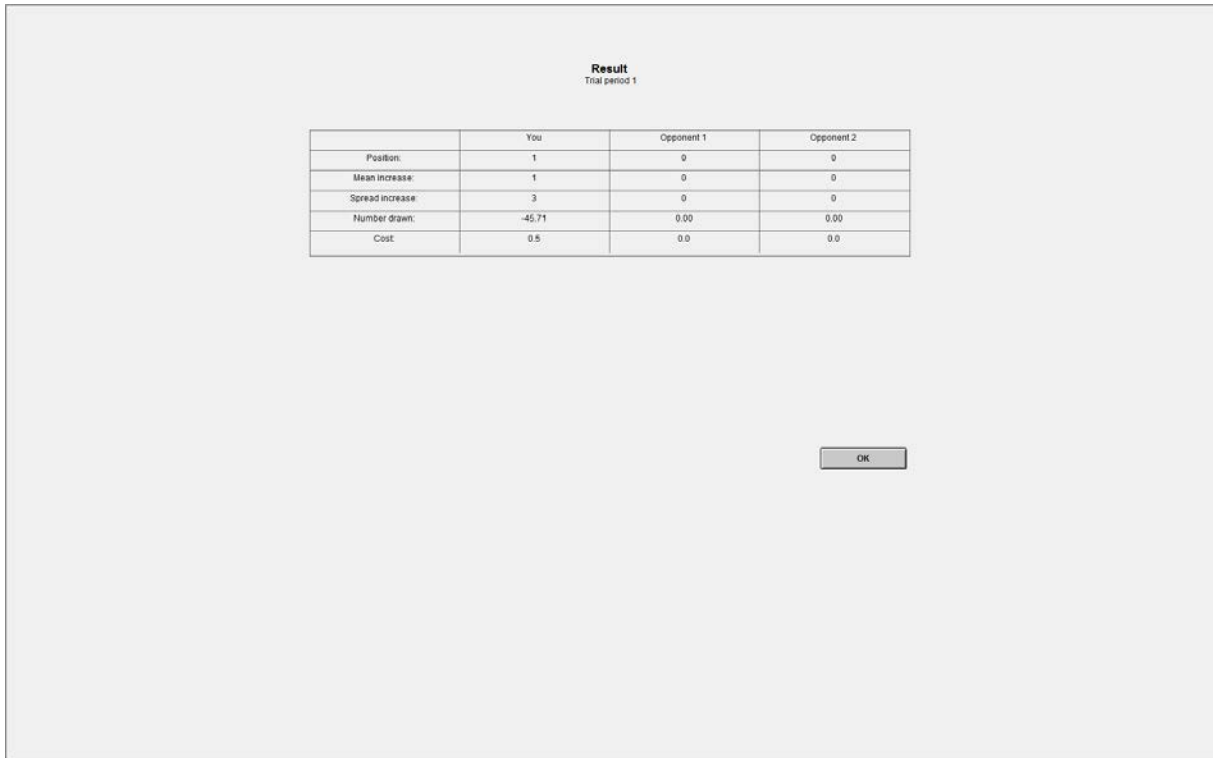 Result
Trial period 1
You Opponent 1 Opponent 2
Position: 1 0 0
Mean increase: 1 0 0
Spread increase: 3 0 0
Number drawn: -45.71 0.00 0.00
Cost: 0.5 0.0 0.0
OK